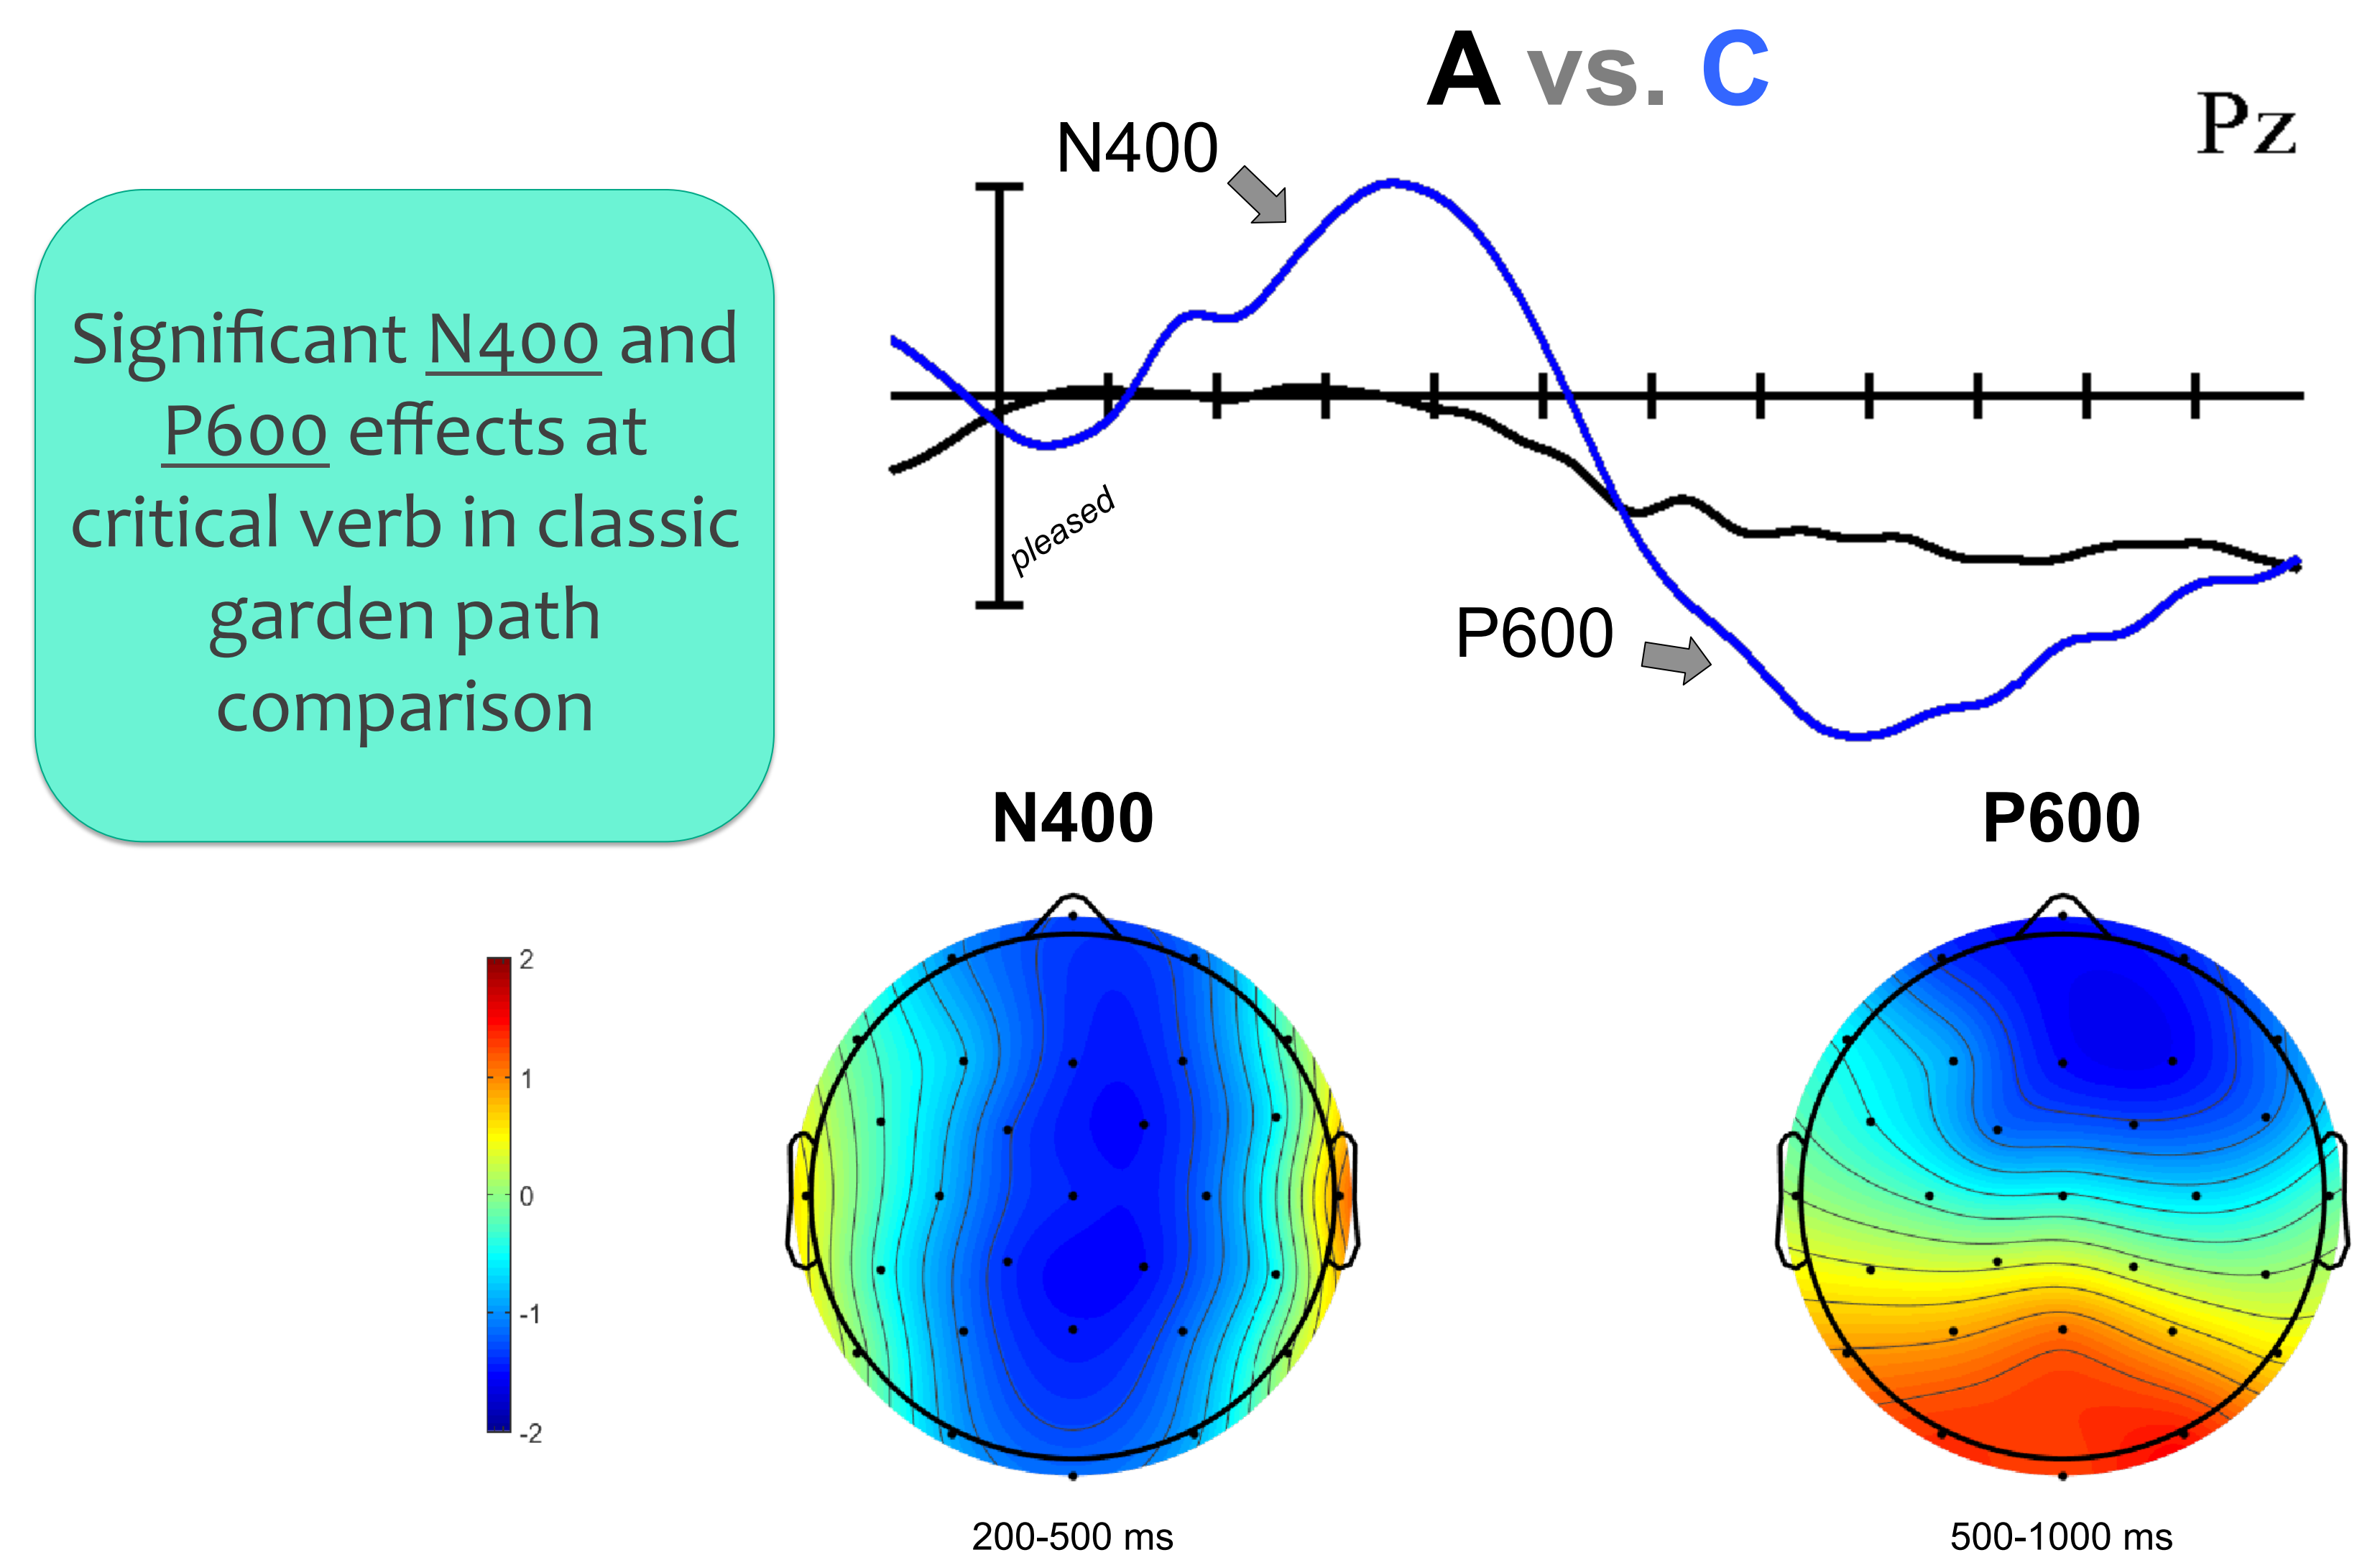 A vs. C
Pz
N400
Significant N400 and
P600 effects at
critical verb in classic
garden path
comparison
pleased
P600
N400
P600
2
1
0
-1
-2
200-500 ms
500-1000 ms